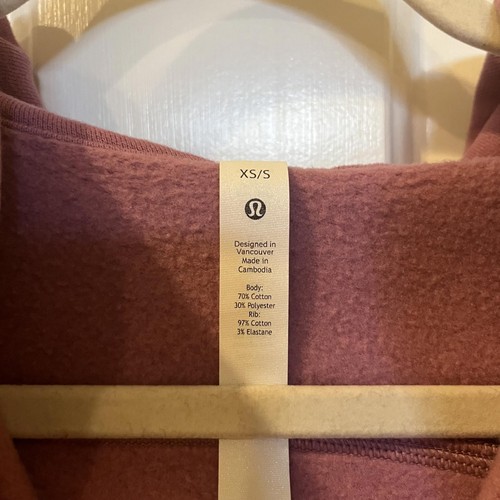 XS/S
Designed in
Vancouver
Made in
Cambodia
Body:
70% Cotton
30% Polyester
Rib:
97% Cotton
3% Elastane